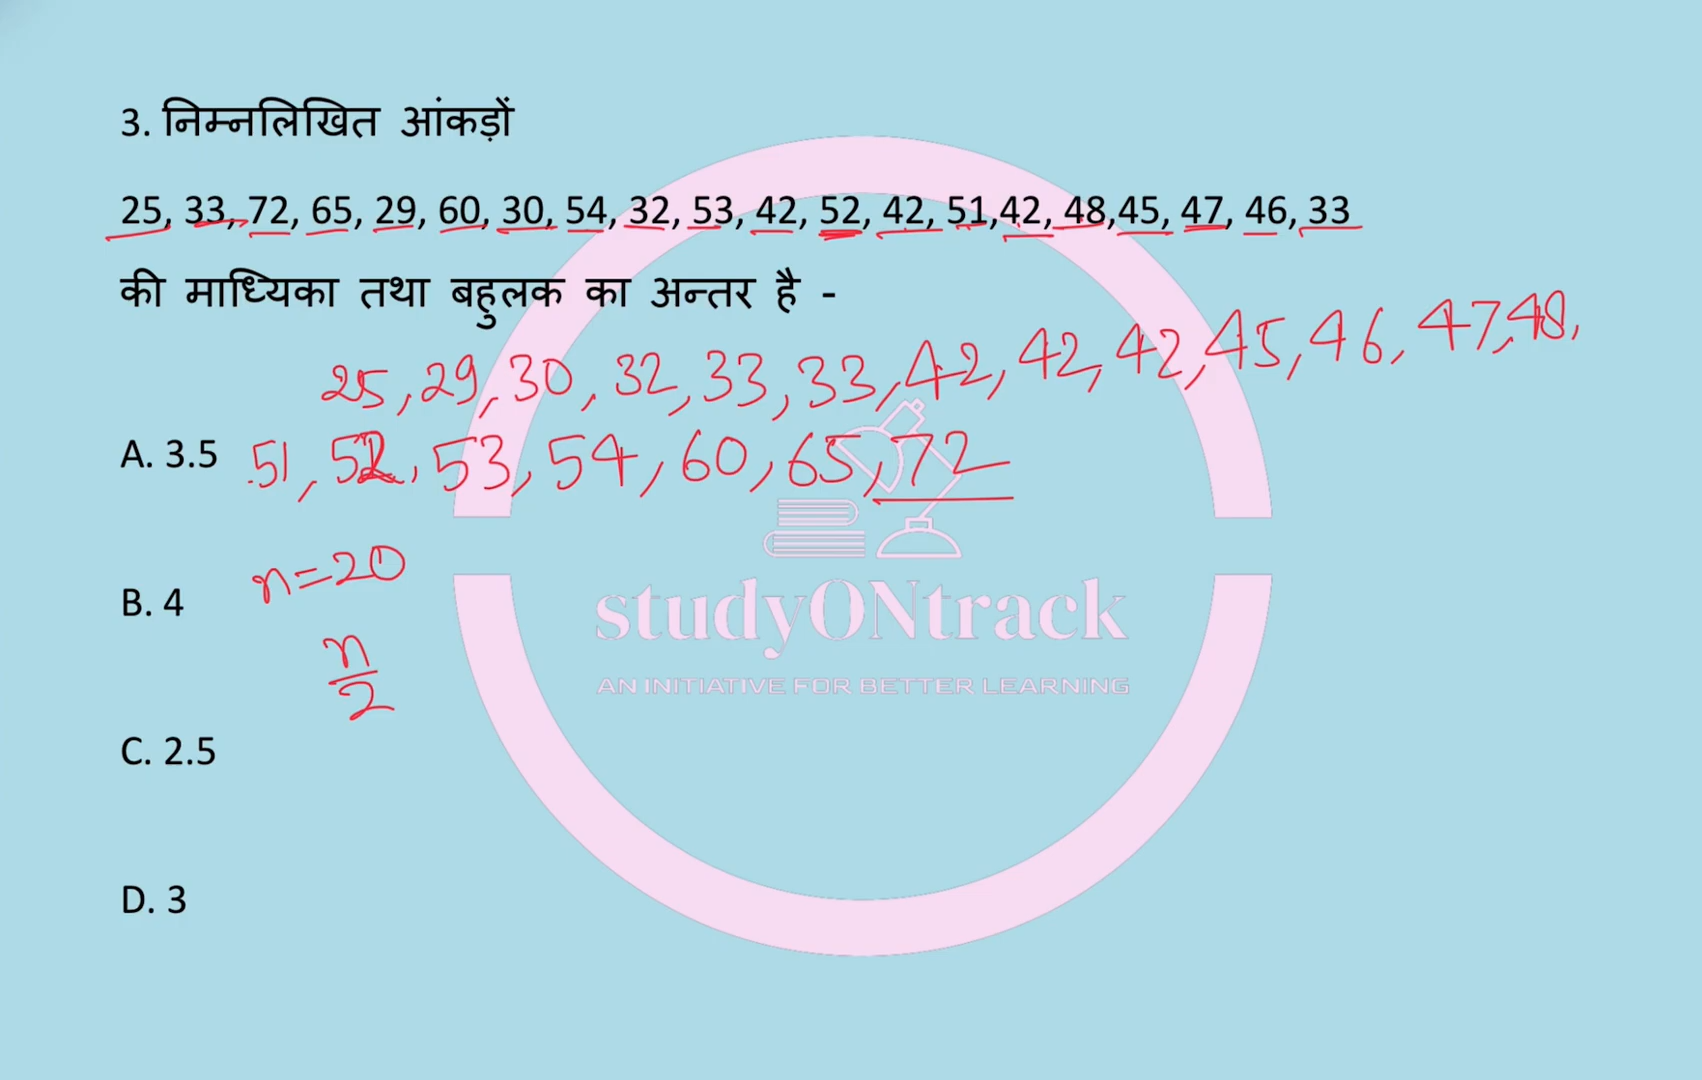 3. निम्नलिखित आंकड़ों
25, 33, 72, 65, 29, 60, 30, 54, 32, 53, 42, 52, 42, 51,42, 48,45, 47, 46, 33
की माध्यिका तथा बहुलक का अन्तर है -
25, 29, 30, 32, 33, 33, 42, 42, 42, 45, 46, 47, 48,
A. 3.5
51, 52, 53, 54, 60, 65, 72
n=20
B. 4
n/2
studyONtrack
AN INITIATIVE FOR BETTER LEARNING
C. 2.5
D. 3